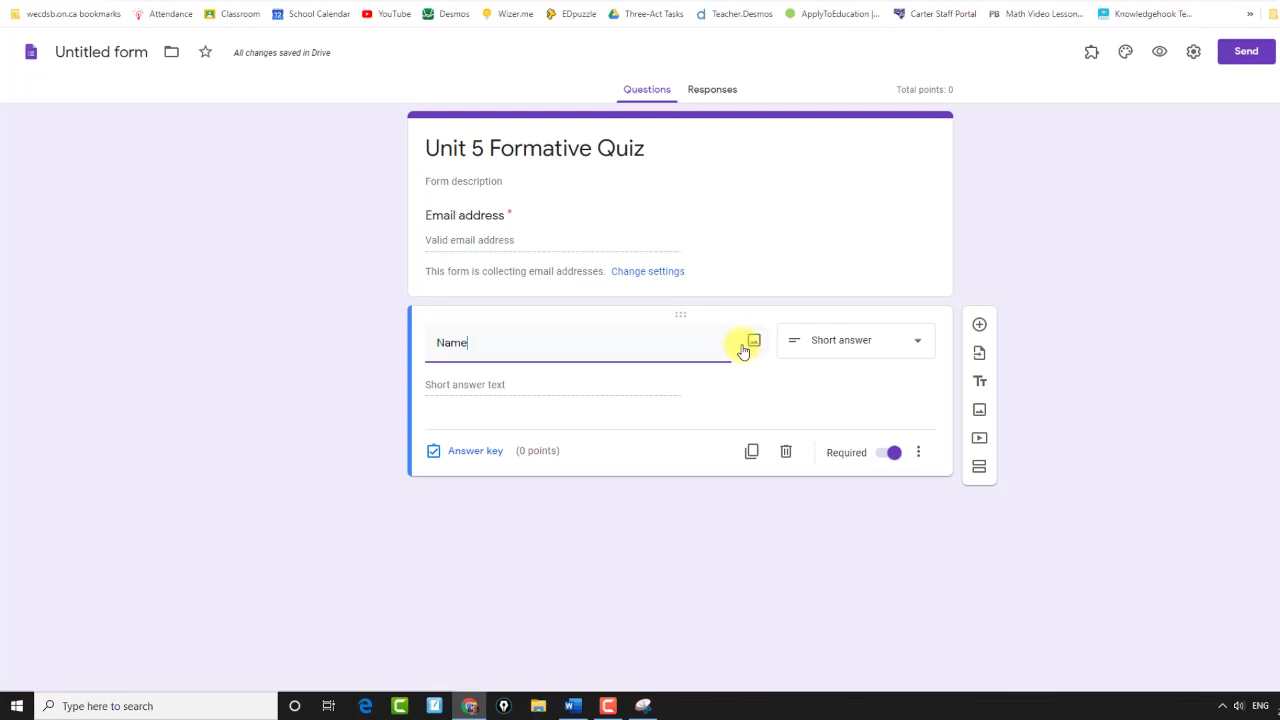 wecdsb.on.ca bookmarks Attendance Classroom School Calendar YouTube Desmos Wizer.me EDpuzzle Three-Act Tasks Teacher.Desmos ApplyToEducation |... Carter Staff Portal PB Math Video Lesson... Knowledgehook Te... »
Untitled form All changes saved in Drive Send
Questions Responses Total points: 0
Unit 5 Formative Quiz
Form description
Email address *
Valid email address
This form is collecting email addresses. Change settings
Name Short answer
Short answer text
Answer key (0 points) Required
Type here to search ENG